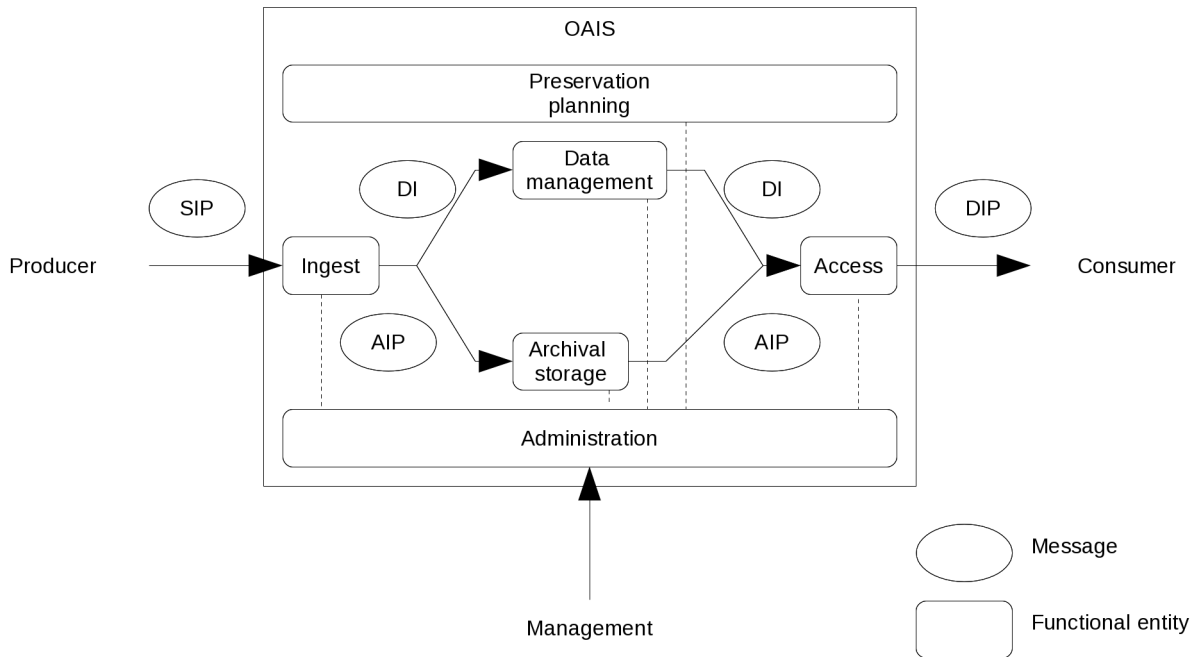 OAIS
Preservation
planning
Data
management
DI
DI
SIP
DIP
Producer
Ingest
Access
Consumer
AIP
AIP
Archival
storage
Administration
Message
Management
Functional entity